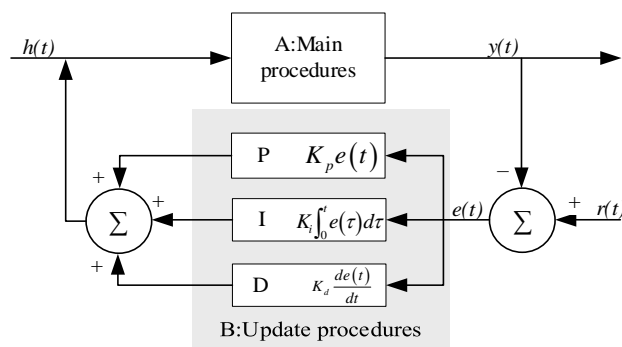 h(t)
A:Main
procedures
y(t)
P K_p e(t)
−
+
+
e(t)
+
r(t)
Σ
I K_i ∫_0^t e(τ)dτ
Σ
+
D K_d de(t)/dt
B:Update procedures